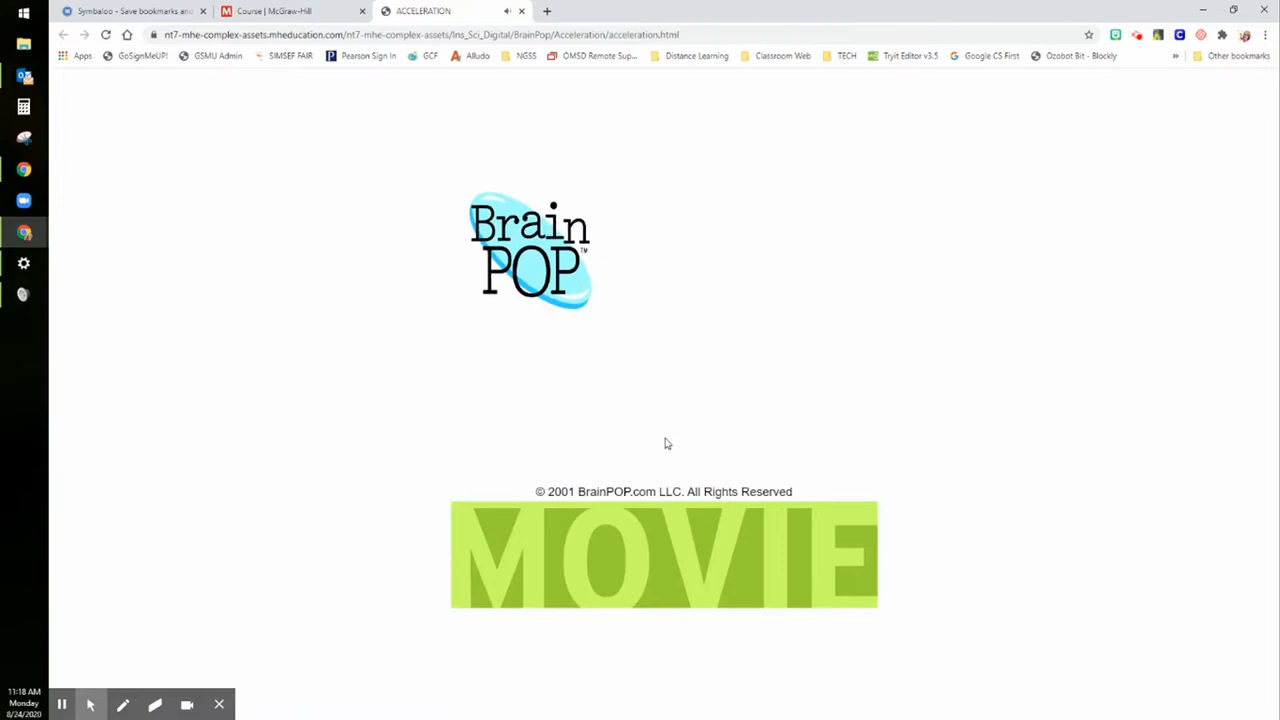 Symbaloo - Save bookmarks and
Course | McGraw-Hill
ACCELERATION
nt7-mhe-complex-assets.mheducation.com/nt7-mhe-complex-assets/Ins_Sci_Digital/BrainPop/Acceleration/acceleration.html
Apps GoSignMeUP! GSMU Admin SIMSEF FAIR Pearson Sign In GCF Alludo NGSS OMSD Remote Sup... Distance Learning Classroom Web TECH Tryit Editor v3.5 Google CS First Ozobot Bit - Blockly » Other bookmarks
Brain
POP™
© 2001 BrainPOP.com LLC. All Rights Reserved
MOVIE
11:18 AM
Monday
8/24/2020